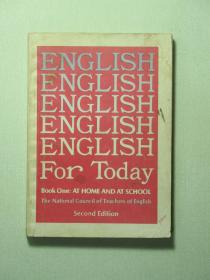 ENGLISH
ENGLISH
ENGLISH
ENGLISH
ENGLISH
For Today
Book One: AT HOME AND AT SCHOOL
The National Council of Teachers of English
Second Edition